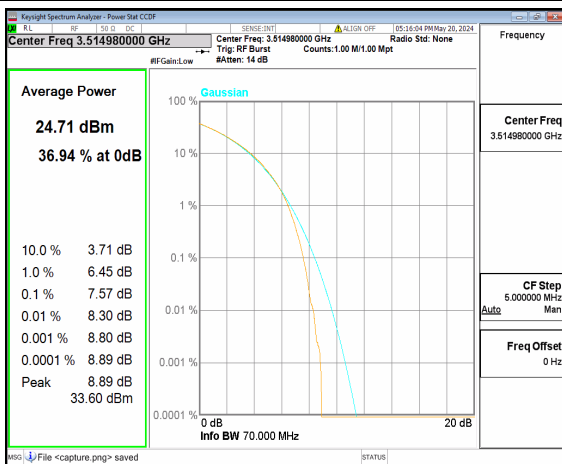 Keysight Spectrum Analyzer - Power Stat CCDF
RL RF 50 Ω DC SENSE:INT ALIGN OFF 05:16:04 PM May 20, 2024
Center Freq 3.514980000 GHz
Center Freq: 3.514980000 GHz Radio Std: None
Trig: RF Burst Counts:1.00 M/1.00 Mpt
#IFGain:Low #Atten: 14 dB
Frequency
Average Power
24.71 dBm
36.94 % at 0dB
10.0 % 3.71 dB
1.0 % 6.45 dB
0.1 % 7.57 dB
0.01 % 8.30 dB
0.001 % 8.80 dB
0.0001 % 8.89 dB
Peak 8.89 dB
33.60 dBm
Gaussian
100 %
10 %
1 %
0.1 %
0.01 %
0.001 %
0.0001 %
0 dB 20 dB
Info BW 70.000 MHz
Center Freq
3.514980000 GHz
CF Step
5.000000 MHz
Auto Man
Freq Offset
0 Hz
MSG File <capture.png> saved STATUS